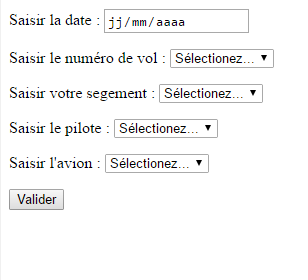 Saisir la date : jj/mm/aaaa
Saisir le numéro de vol : Sélectionez...
Saisir votre segement : Sélectionez...
Saisir le pilote : Sélectionez...
Saisir l'avion : Sélectionez...
Valider